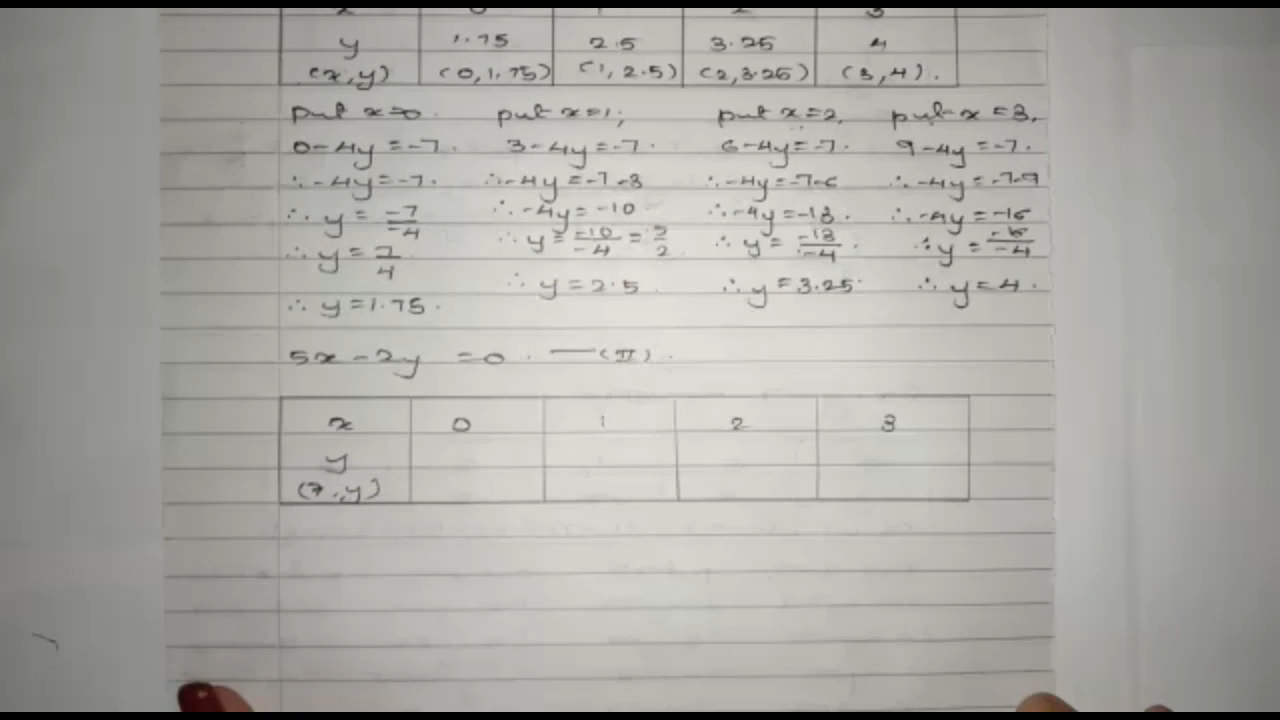 y 1.75 2.5 3.25 4
(x,y) (0,1.75) (1,2.5) (2,3.25) (3,4).
put x=0. put x=1; put x=2, put x=3,
0-4y=-7. 3-4y=-7. 6-4y=-7. 9-4y=-7.
∴-4y=-7. ∴-4y=-7-3 ∴-4y=-7-6 ∴-4y=-7-9
∴ y = -7/-4 ∴-4y=-10 ∴-4y=-13. ∴-4y=-16
∴ y = 7/4 ∴ y = -10/-4 = 5/2 ∴ y = -13/-4. ∴ y = -16/-4
∴ y=1.75. ∴ y=2.5. ∴ y=3.25. ∴ y=4.
5x-2y =0. —(II).
x 0 1 2 3
y
(x,y)